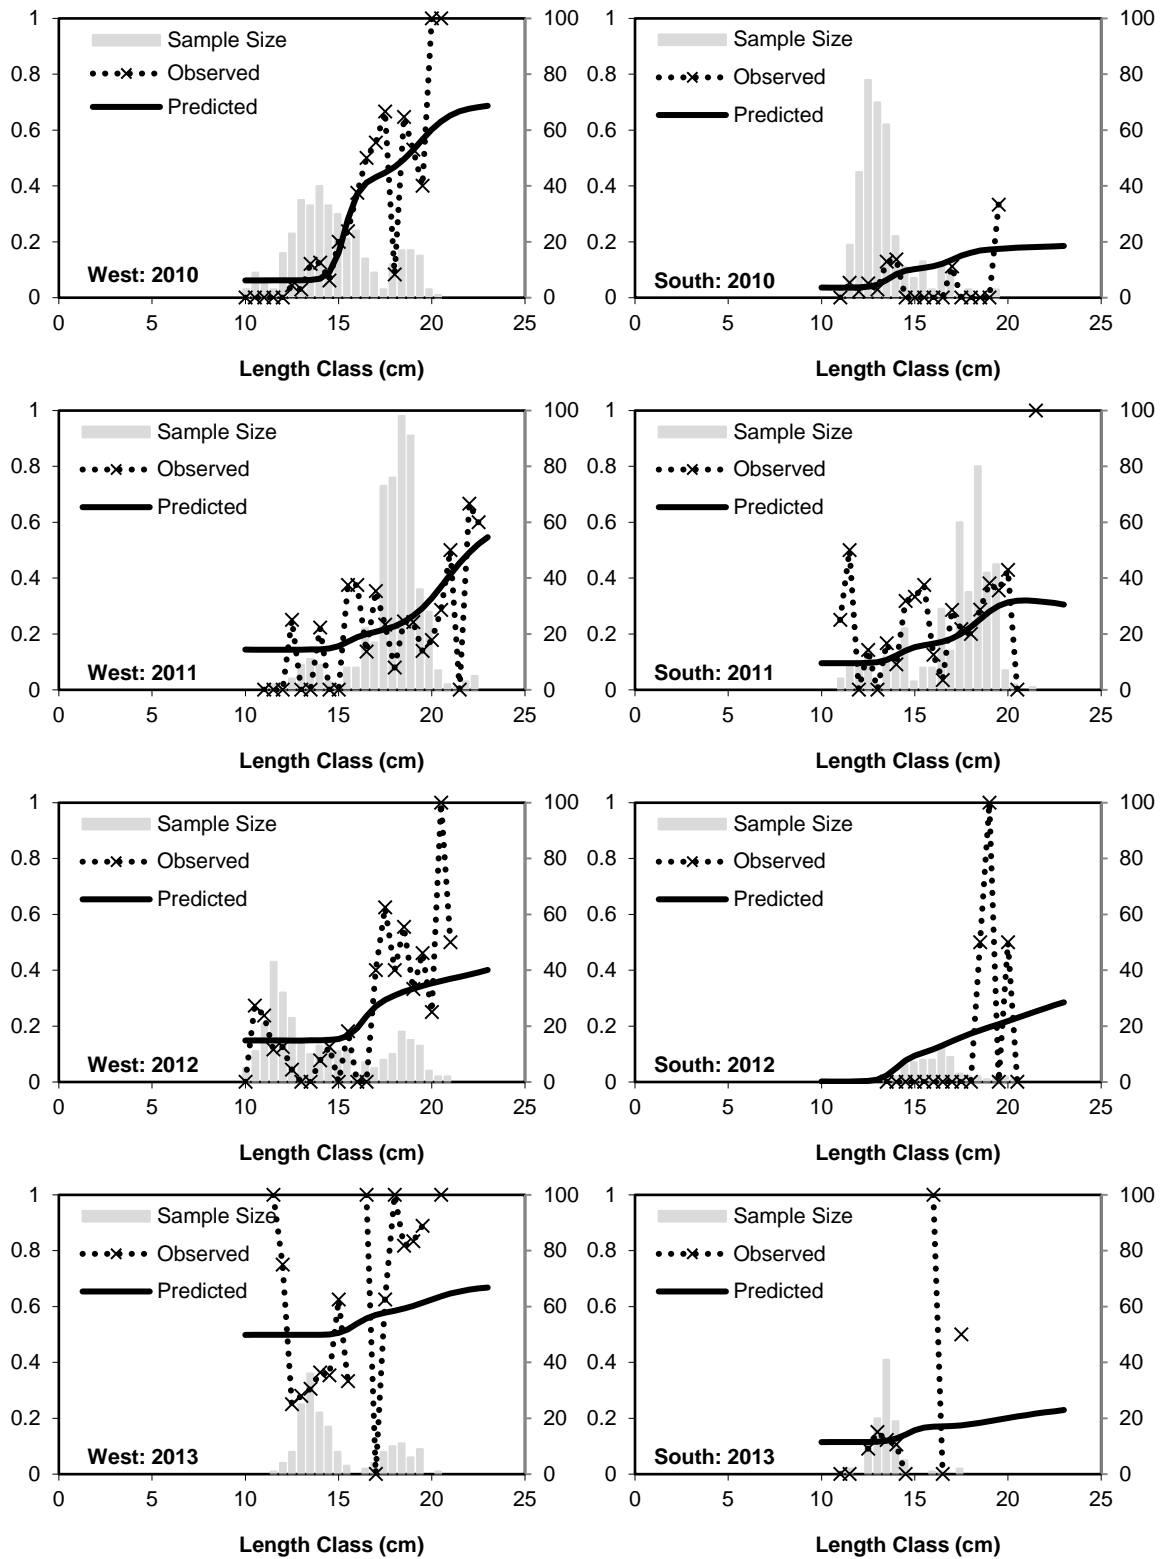 1 100 1 100
Sample Size Sample Size
0.8 Observed 80 0.8 Observed 80
Predicted Predicted
0.6 60 0.6 60
0.4 40 0.4 40
0.2 20 0.2 20
West: 2010 South: 2010
0 0 0 0
0 5 10 15 20 25 0 5 10 15 20 25
Length Class (cm) Length Class (cm)
1 100 1 100
Sample Size Sample Size
0.8 Observed 80 0.8 Observed 80
Predicted Predicted
0.6 60 0.6 60
0.4 40 0.4 40
0.2 20 0.2 20
West: 2011 South: 2011
0 0 0 0
0 5 10 15 20 25 0 5 10 15 20 25
Length Class (cm) Length Class (cm)
1 100 1 100
Sample Size Sample Size
0.8 Observed 80 0.8 Observed 80
Predicted Predicted
0.6 60 0.6 60
0.4 40 0.4 40
0.2 20 0.2 20
West: 2012 South: 2012
0 0 0 0
0 5 10 15 20 25 0 5 10 15 20 25
Length Class (cm) Length Class (cm)
1 100 1 100
Sample Size Sample Size
0.8 Observed 80 0.8 Observed 80
Predicted Predicted
0.6 60 0.6 60
0.4 40 0.4 40
0.2 20 0.2 20
West: 2013 South: 2013
0 0 0 0
0 5 10 15 20 25 0 5 10 15 20 25
Length Class (cm) Length Class (cm)